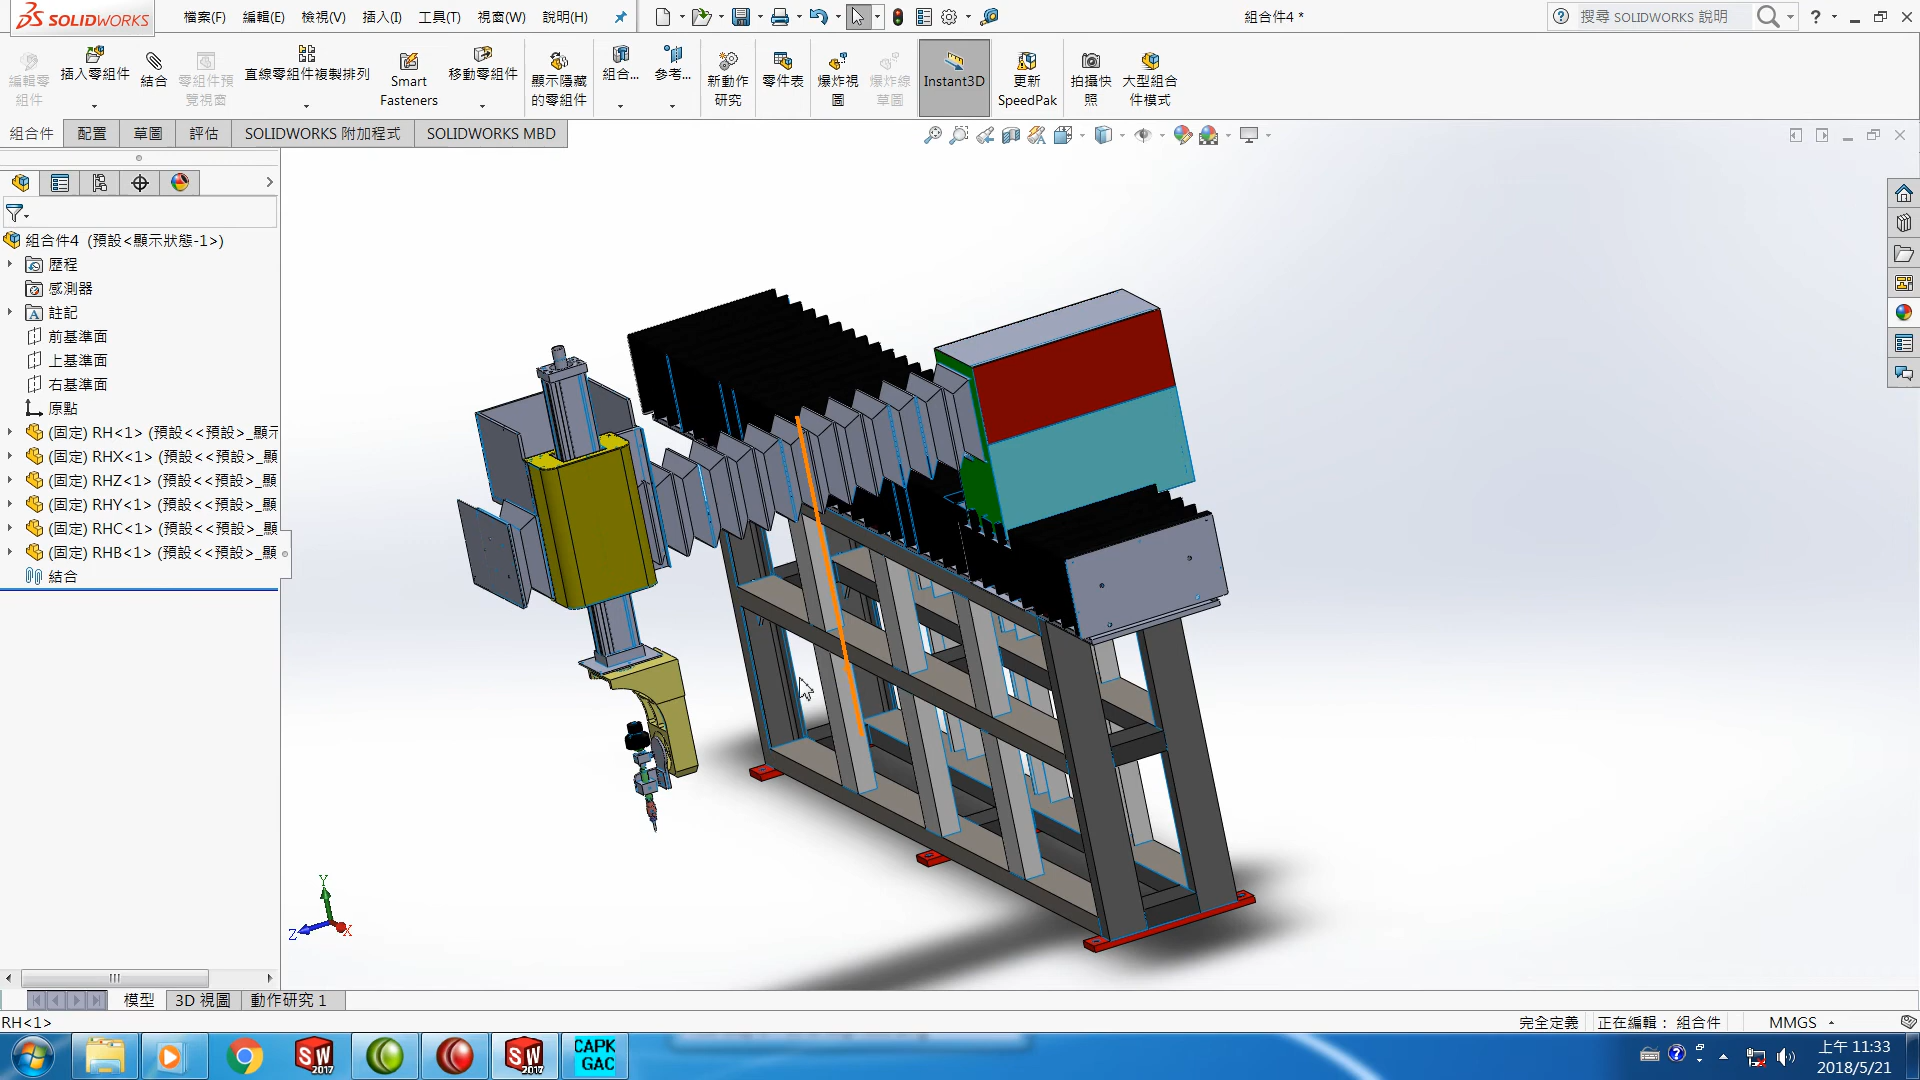 SOLIDWORKS
檔案(F) 編輯(E) 檢視(V) 插入(I) 工具(T) 視窗(W) 說明(H)
組合件4 *
搜尋 SOLIDWORKS 說明
編輯零組件
插入零組件
結合
零組件預覽視窗
直線零組件複製排列
Smart Fasteners
移動零組件
顯示隱藏的零組件
組合...
參考...
新動作研究
零件表
爆炸視圖
爆炸線草圖
Instant3D
更新 SpeedPak
拍攝快照
大型組合件模式
組合件 配置 草圖 評估 SOLIDWORKS 附加程式 SOLIDWORKS MBD
組合件4 (預設<顯示狀態-1>)
歷程
感測器
註記
前基準面
上基準面
右基準面
原點
(固定) RH<1> (預設<<預設>_顯示
(固定) RHX<1> (預設<<預設>_顯
(固定) RHZ<1> (預設<<預設>_顯
(固定) RHY<1> (預設<<預設>_顯
(固定) RHC<1> (預設<<預設>_顯
(固定) RHB<1> (預設<<預設>_顯
結合
Y
Z
X
模型 3D 視圖 動作研究 1
RH<1>
完全定義 正在編輯： 組合件 MMGS
SW 2017
SW 2017
CAPK GAC
上午 11:33
2018/5/21